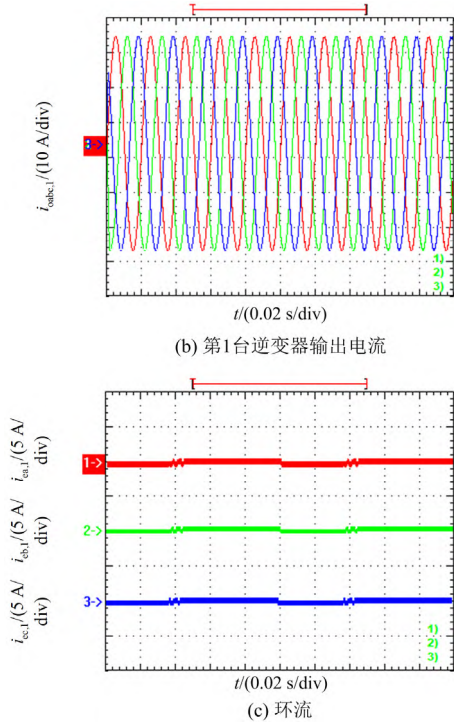 3->
i_oabc,1/(10 A/div)
1)
2)
3)
t/(0.02 s/div)
(b) 第1台逆变器输出电流
i_ca,1/(5 A/
div)
1->
i_cb,1/(5 A/
div)
2->
i_cc,1/(5 A/
div)
3->
1)
2)
3)
t/(0.02 s/div)
(c) 环流